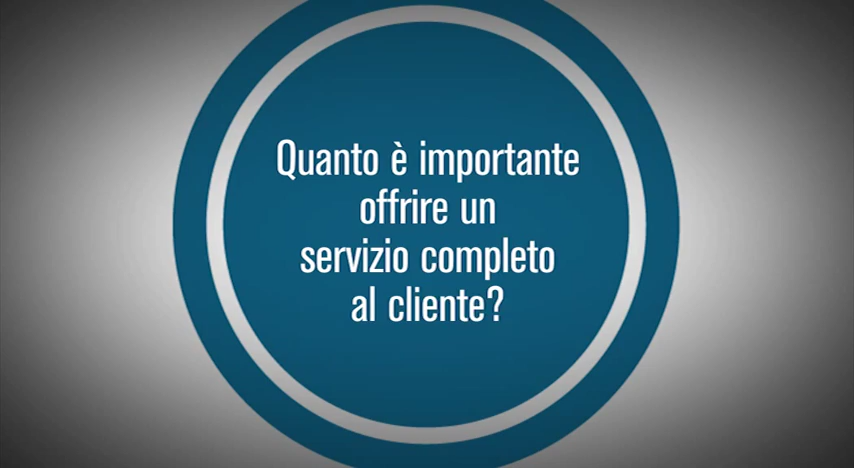 Quanto è importante
offrire un
servizio completo
al cliente?